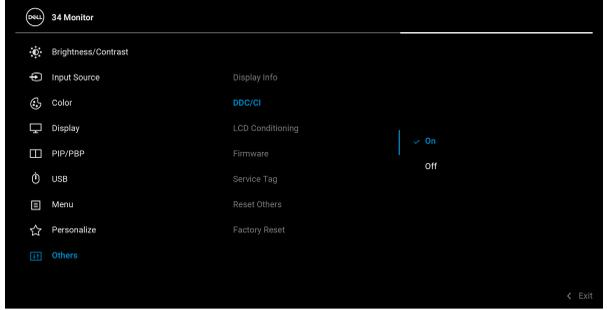 DELL 34 Monitor
Brightness/Contrast
Input Source Display Info
Color DDC/CI
Display LCD Conditioning
On
PIP/PBP Firmware
Off
USB Service Tag
Menu Reset Others
Personalize Factory Reset
Others
Exit